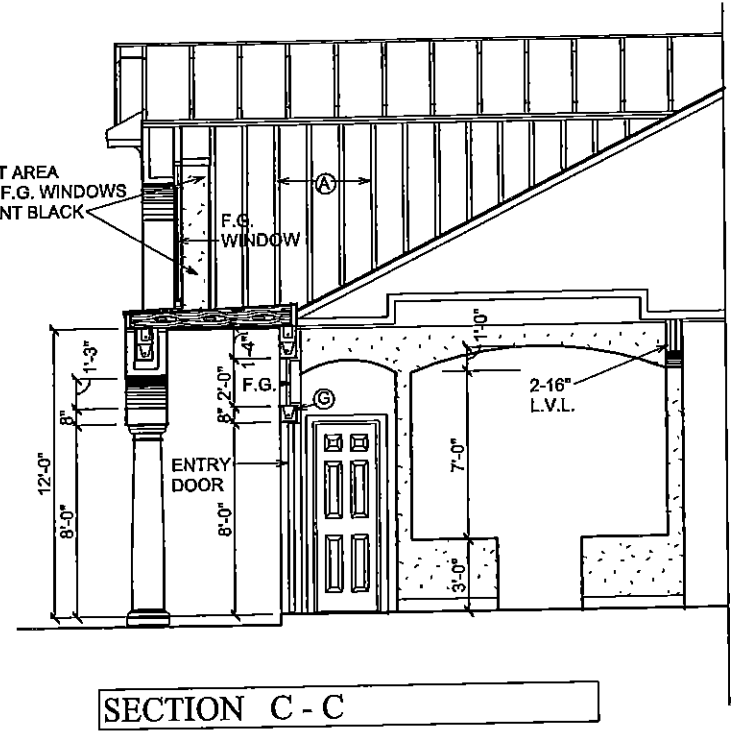 T AREA
F.G. WINDOWS
NT BLACK
A
F.G.
WINDOW
1'-3"
8"
12'-0"
8'-0"
1'-4"
2'-0"
8"
8'-0"
F.G.
G
ENTRY
DOOR
1'-0"
2-16"
L.V.L.
7'-0"
3'-0"
SECTION C - C